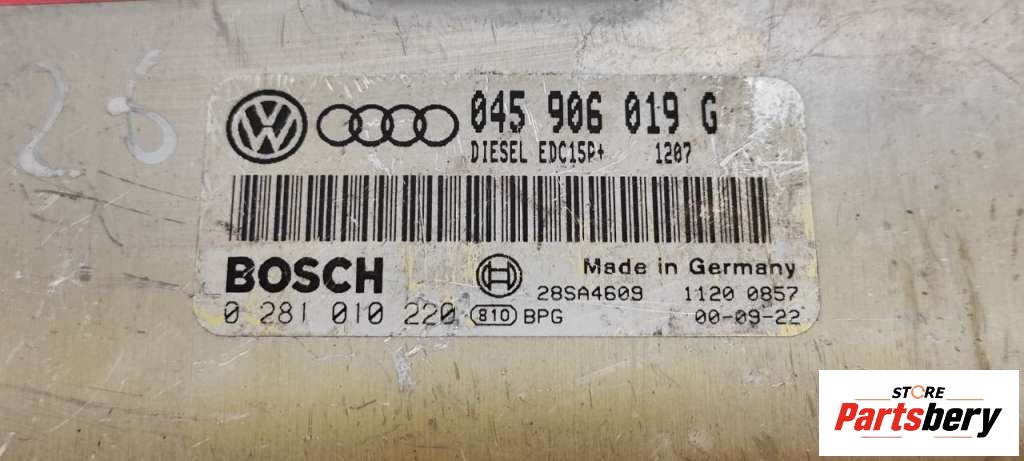 25
045 906 019 G
DIESEL EDC15P+ 1207
BOSCH
Made in Germany
28SA4609 1120 0857
0 281 010 220 810 BPG 00-09-22
STORE
Partsbery